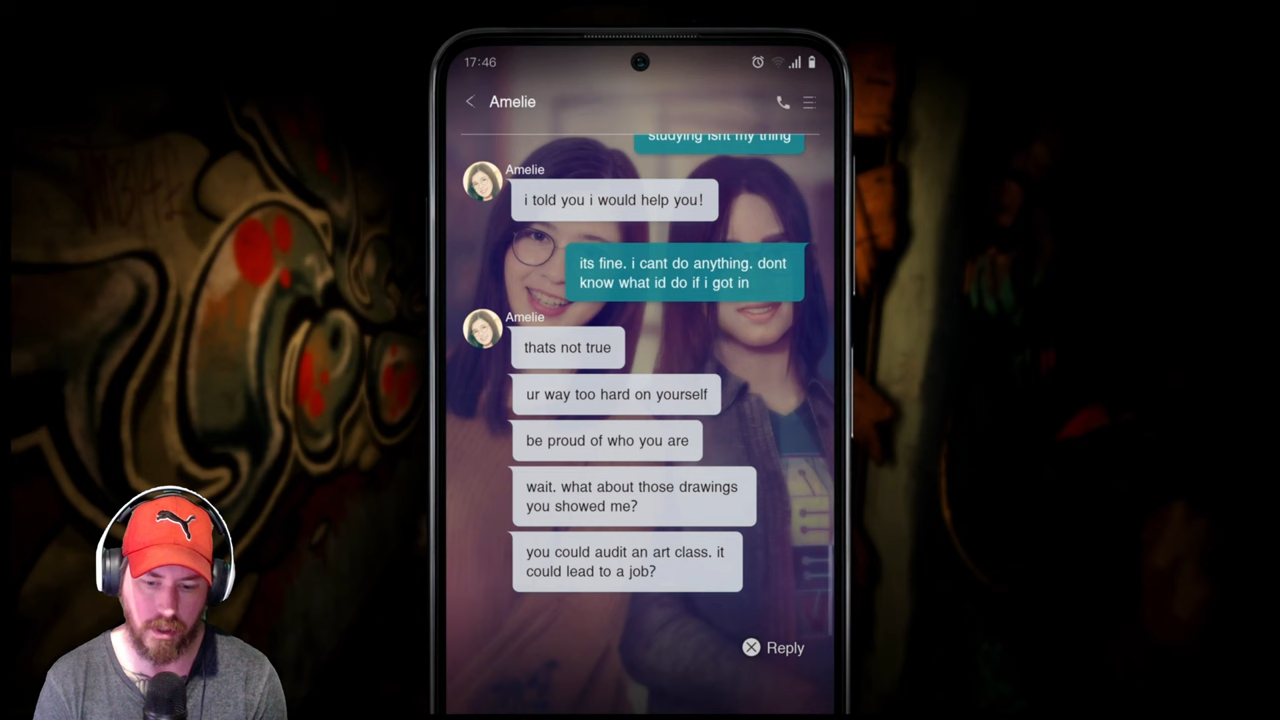 17:46
Amelie
studying isnt my thing
Amelie
i told you i would help you!
its fine. i cant do anything. dont
know what id do if i got in
Amelie
thats not true
ur way too hard on yourself
be proud of who you are
wait. what about those drawings
you showed me?
you could audit an art class. it
could lead to a job?
Reply